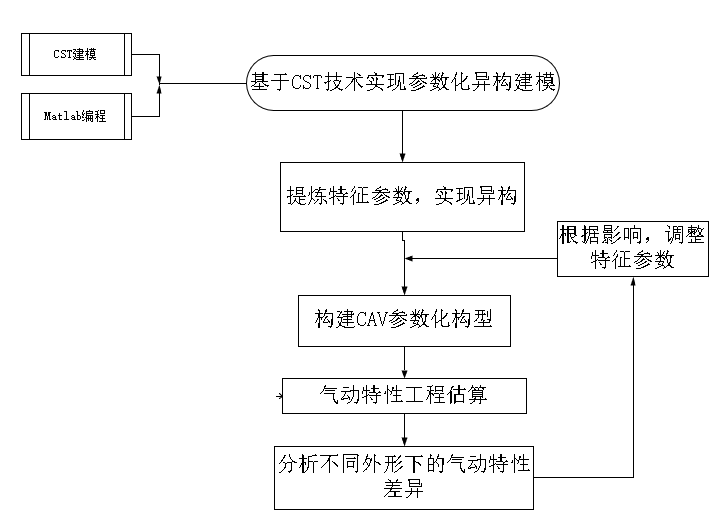 CST建模
基于CST技术实现参数化异构建模
Matlab编程
提炼特征参数，实现异构
根据影响，调整
特征参数
构建CAV参数化构型
气动特性工程估算
分析不同外形下的气动特性
差异